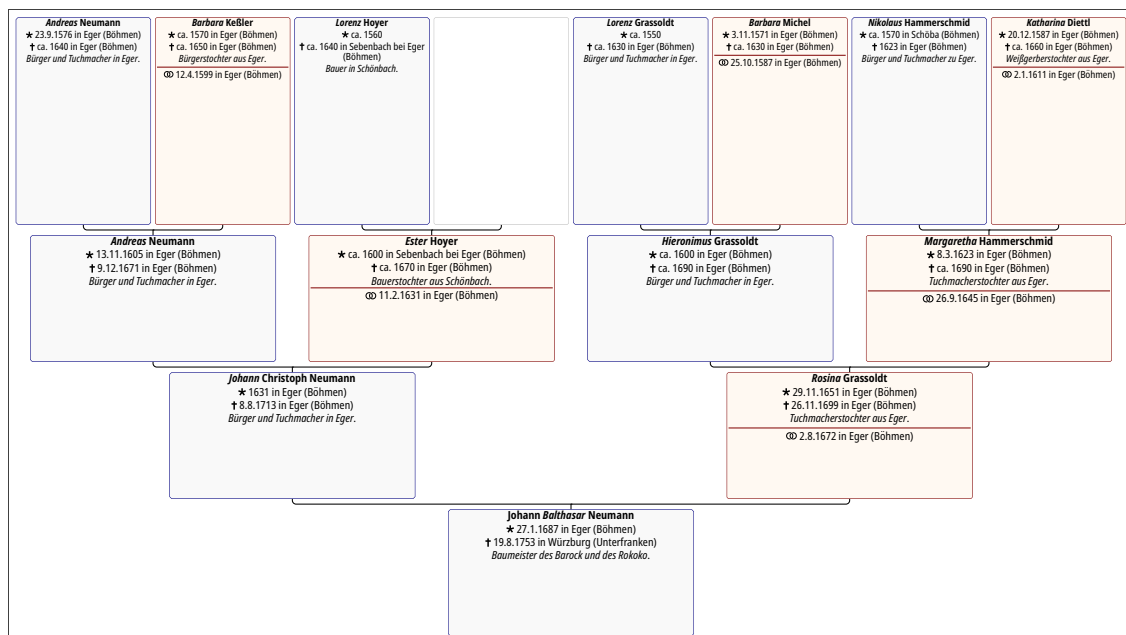 Andreas Neumann
★ 23.9.1576 in Eger (Böhmen)
✝ ca. 1640 in Eger (Böhmen)
Bürger und Tuchmacher in Eger.
Barbara Keßler
★ ca. 1570 in Eger (Böhmen)
✝ ca. 1650 in Eger (Böhmen)
Bürgerstochter aus Eger.
⚭ 12.4.1599 in Eger (Böhmen)
Lorenz Hoyer
★ ca. 1560
✝ ca. 1640 in Sebenbach bei Eger
(Böhmen)
Bauer in Schönbach.
Lorenz Grassoldt
★ ca. 1550
✝ ca. 1630 in Eger (Böhmen)
Bürger und Tuchmacher in Eger.
Barbara Michel
★ 3.11.1571 in Eger (Böhmen)
✝ ca. 1630 in Eger (Böhmen)
⚭ 25.10.1587 in Eger (Böhmen)
Nikolaus Hammerschmid
★ ca. 1570 in Schöba (Böhmen)
✝ 1623 in Eger (Böhmen)
Bürger und Tuchmacher zu Eger.
Katharina Diettl
★ 20.12.1587 in Eger (Böhmen)
✝ ca. 1660 in Eger (Böhmen)
Weißgerberstochter aus Eger.
⚭ 2.1.1611 in Eger (Böhmen)
Andreas Neumann
★ 13.11.1605 in Eger (Böhmen)
✝ 9.12.1671 in Eger (Böhmen)
Bürger und Tuchmacher in Eger.
Ester Hoyer
★ ca. 1600 in Sebenbach bei Eger (Böhmen)
✝ ca. 1670 in Eger (Böhmen)
Bauerstochter aus Schönbach.
⚭ 11.2.1631 in Eger (Böhmen)
Hieronimus Grassoldt
★ ca. 1600 in Eger (Böhmen)
✝ ca. 1690 in Eger (Böhmen)
Bürger und Tuchmacher in Eger.
Margaretha Hammerschmid
★ 8.3.1623 in Eger (Böhmen)
✝ ca. 1690 in Eger (Böhmen)
Tuchmacherstochter aus Eger.
⚭ 26.9.1645 in Eger (Böhmen)
Johann Christoph Neumann
★ 1631 in Eger (Böhmen)
✝ 8.8.1713 in Eger (Böhmen)
Bürger und Tuchmacher in Eger.
Rosina Grassoldt
★ 29.11.1651 in Eger (Böhmen)
✝ 26.11.1699 in Eger (Böhmen)
Tuchmacherstochter aus Eger.
⚭ 2.8.1672 in Eger (Böhmen)
Johann Balthasar Neumann
★ 27.1.1687 in Eger (Böhmen)
✝ 19.8.1753 in Würzburg (Unterfranken)
Baumeister des Barock und des Rokoko.